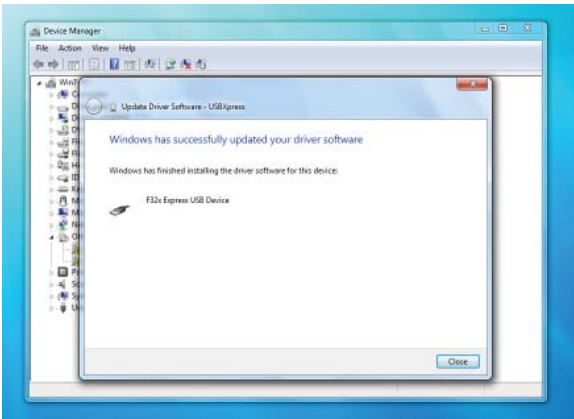 Device Manager
File Action View Help
Update Driver Software - USBXpress
Windows has successfully updated your driver software
Windows has finished installing the driver software for this device:
F32x Express USB Device
Close